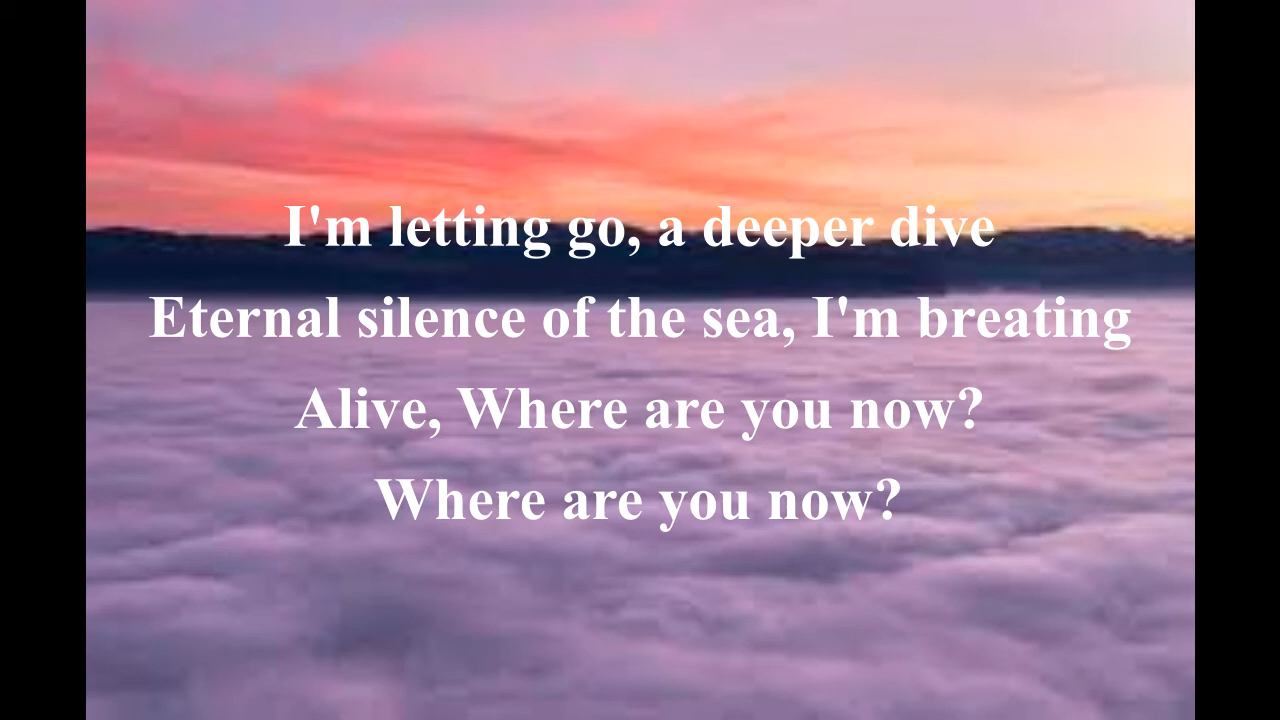 I'm letting go, a deeper dive
Eternal silence of the sea, I'm breating
Alive, Where are you now?
Where are you now?